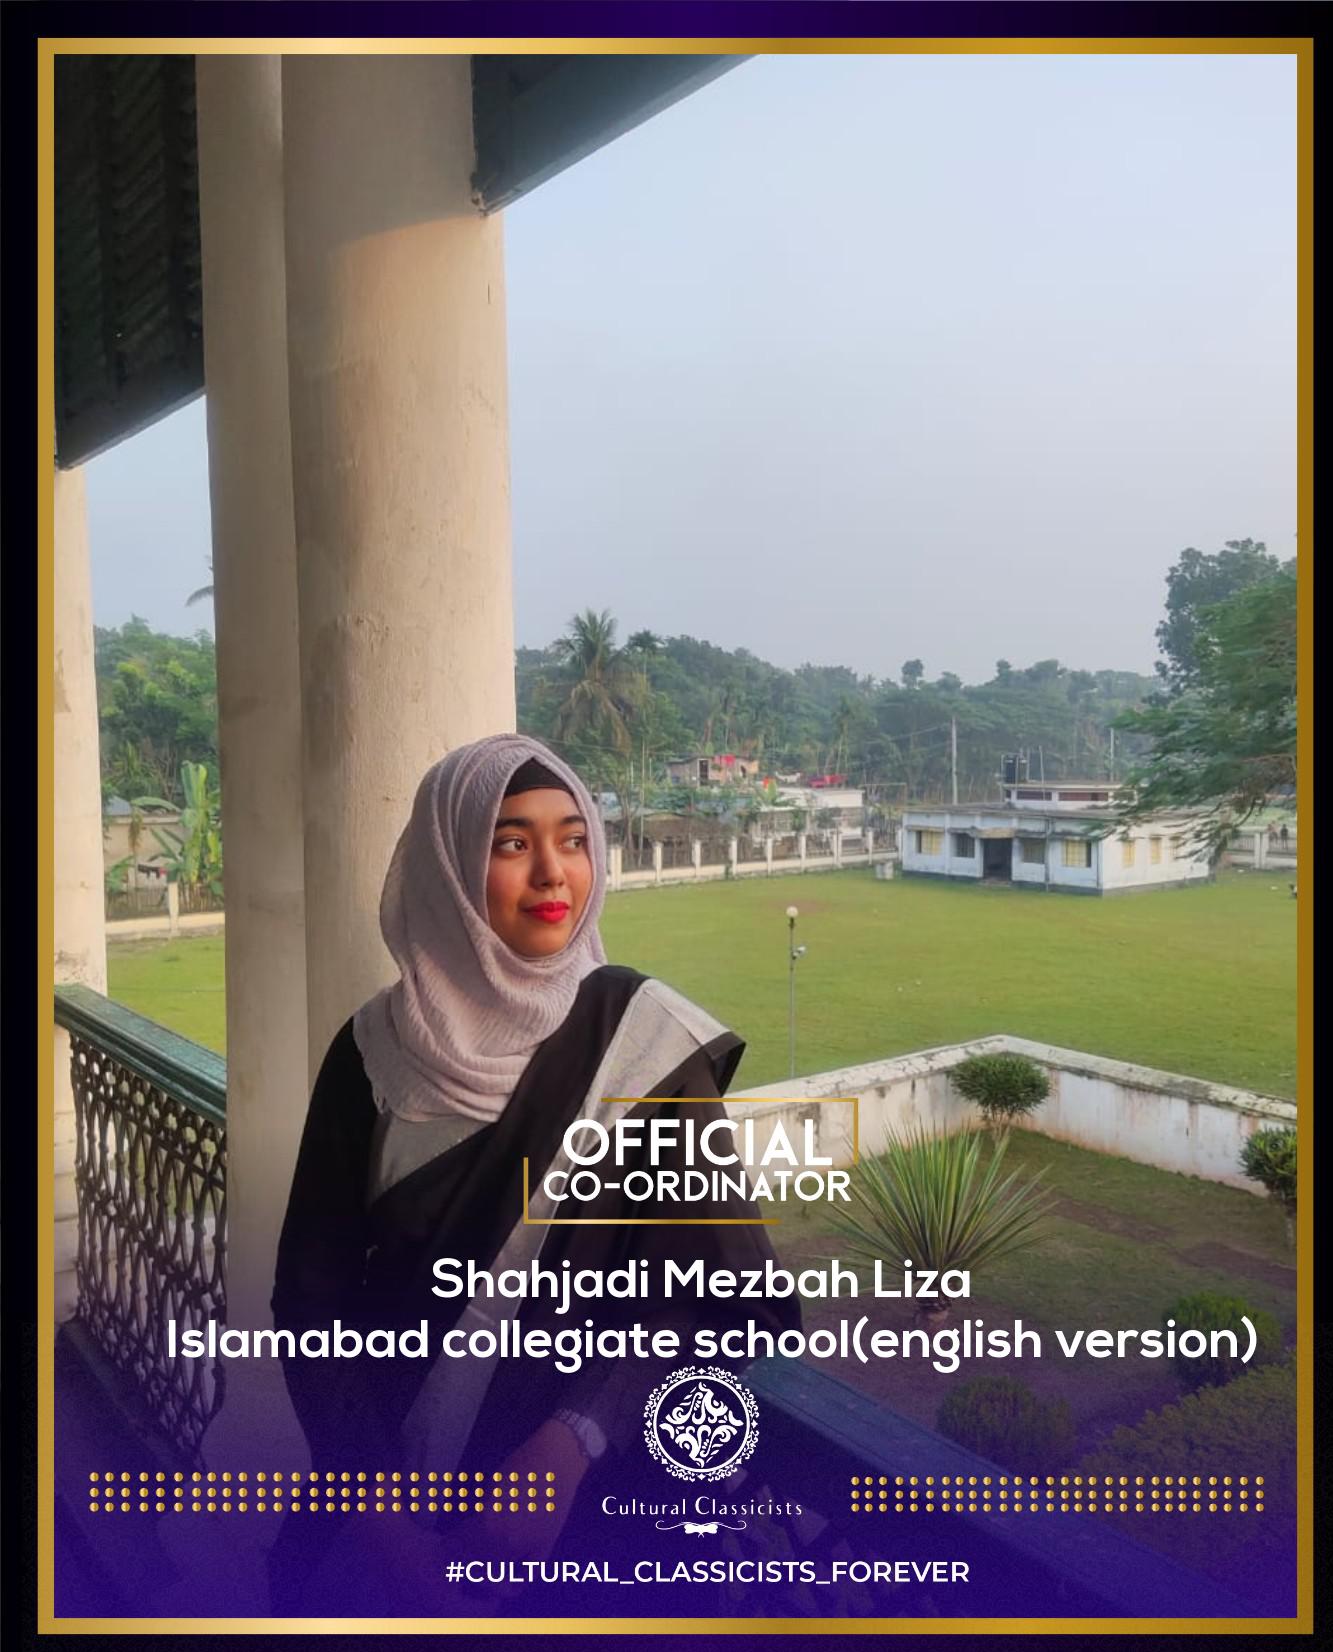 OFFICIAL
CO-ORDINATOR
Shahjadi Mezbah Liza
Islamabad collegiate school(english version)
Cultural Classicists
#CULTURAL_CLASSICISTS_FOREVER